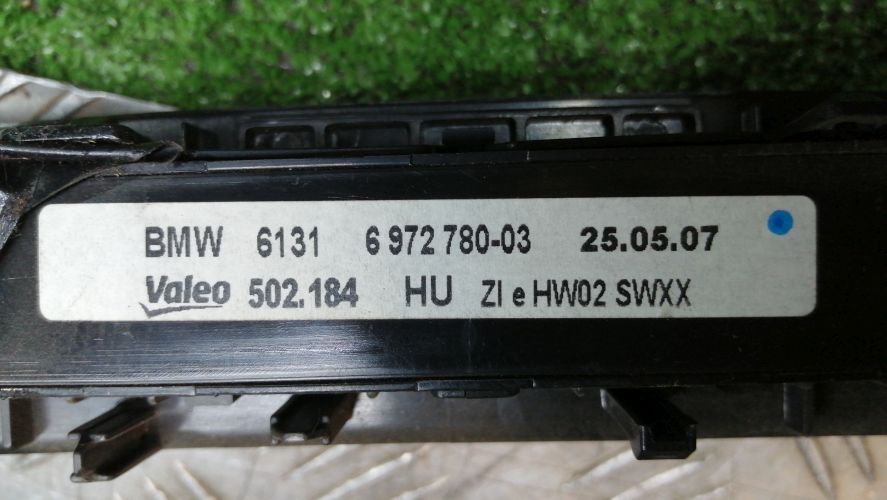 BMW 6131 6 972 780-03 25.05.07
Valeo 502.184 HU ZI e HW02 SWXX